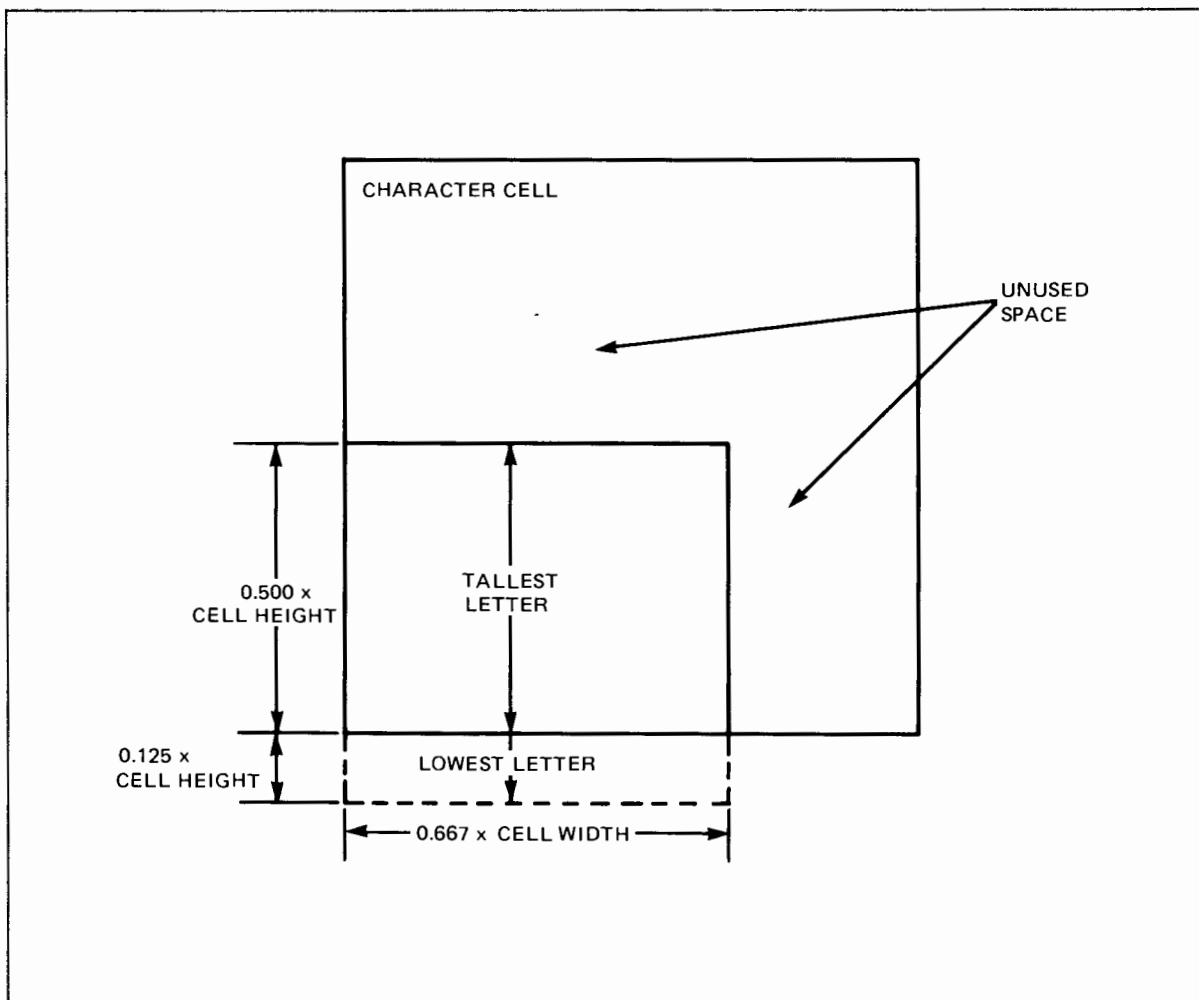 CHARACTER CELL
UNUSED
SPACE
0.500 x
CELL HEIGHT
TALLEST
LETTER
0.125 x
CELL HEIGHT
LOWEST LETTER
0.667 x CELL WIDTH